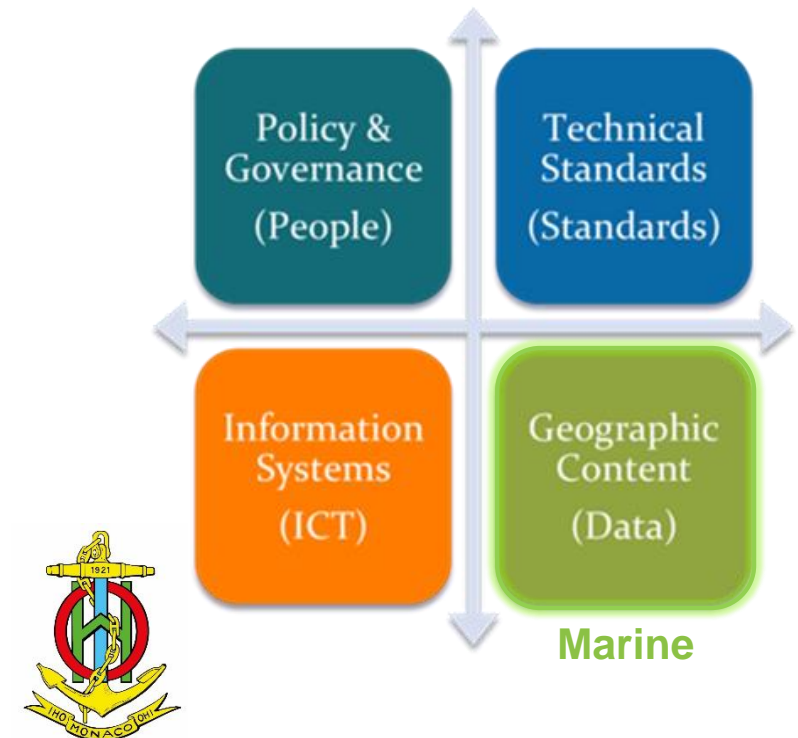 Policy &
Governance
(People)
Technical
Standards
(Standards)
Information
Systems
(ICT)
Geographic
Content
(Data)
Marine
1921
IHO MONACO OHI